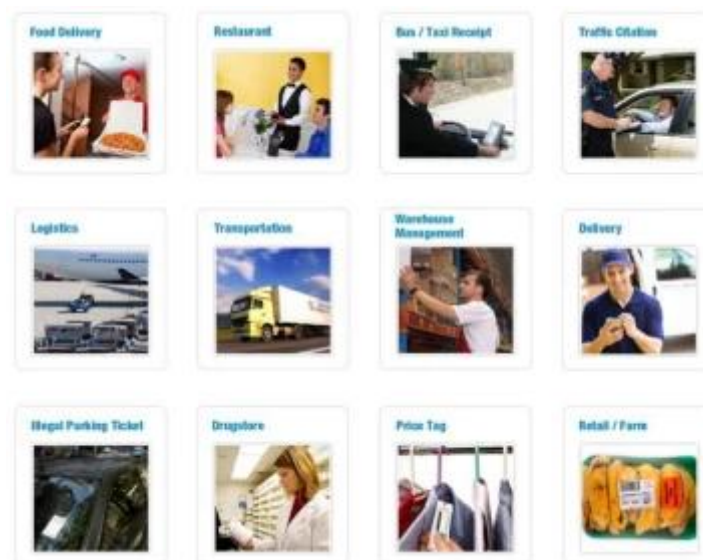 Food Delivery
Restaurant
Bus / Taxi Receipt
Traffic Citation
Logistics
Transportation
Warehouse
Management
Delivery
Illegal Parking Ticket
Drugstore
Price Tag
Retail / Farm